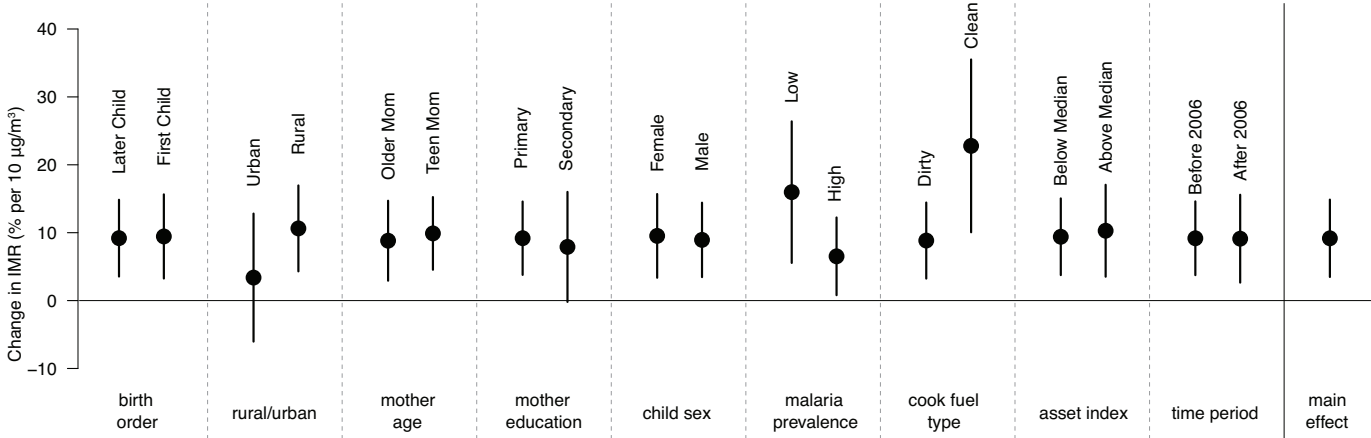 Change in IMR (% per 10 µg/m³)
40
30
20
10
0
−10
Later Child
First Child
Urban
Rural
Older Mom
Teen Mom
Primary
Secondary
Female
Male
Low
High
Dirty
Clean
Below Median
Above Median
Before 2006
After 2006
birth
order
rural/urban
mother
age
mother
education
child sex
malaria
prevalence
cook fuel
type
asset index
time period
main
effect